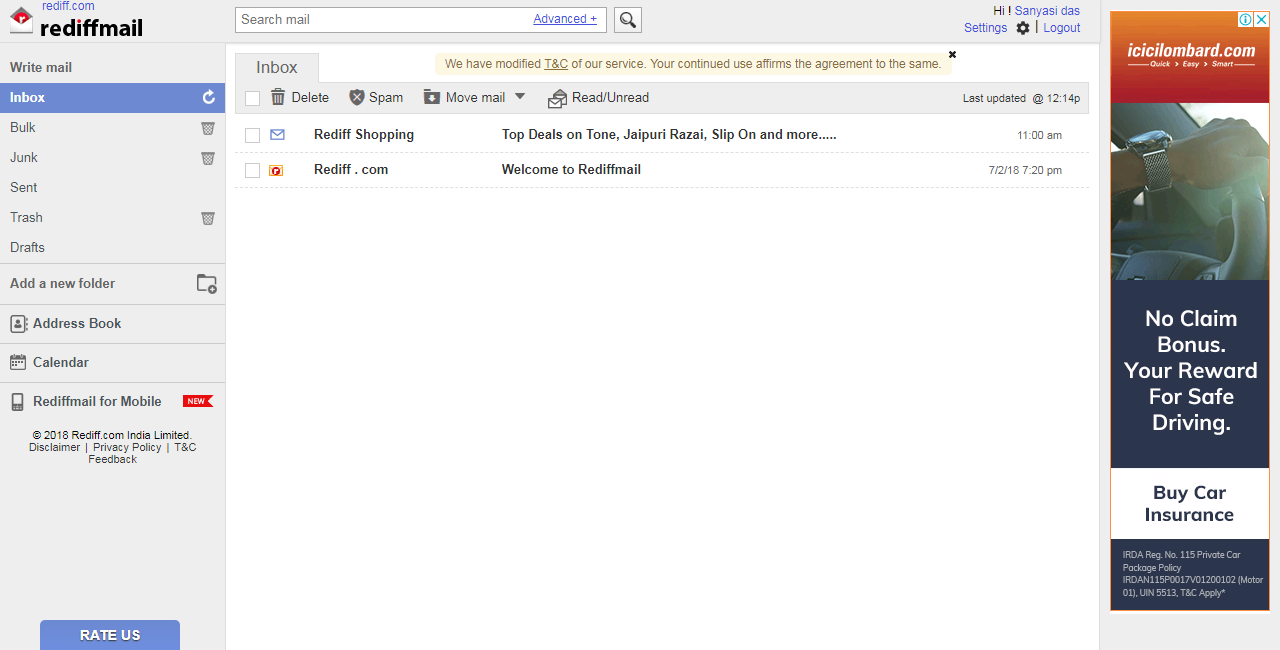 rediff.com
rediffmail
Search mail
Advanced +
Hi ! Sanyasi das
Settings | Logout
Write mail
Inbox
Bulk
Junk
Sent
Trash
Drafts
Add a new folder
Address Book
Calendar
Rediffmail for Mobile NEW
© 2018 Rediff.com India Limited.
Disclaimer | Privacy Policy | T&C
Feedback
RATE US
Inbox
We have modified T&C of our service. Your continued use affirms the agreement to the same.
Delete Spam Move mail Read/Unread Last updated @ 12:14p
Rediff Shopping Top Deals on Tone, Jaipuri Razai, Slip On and more..... 11:00 am
Rediff . com Welcome to Rediffmail 7/2/18 7:20 pm
icicilombard.com
Quick > Easy > Smart
No Claim
Bonus.
Your Reward
For Safe
Driving.
Buy Car
Insurance
IRDA Reg. No. 115 Private Car
Package Policy
IRDAN115P0017V01200102 (Motor
01), UIN 5513, T&C Apply*